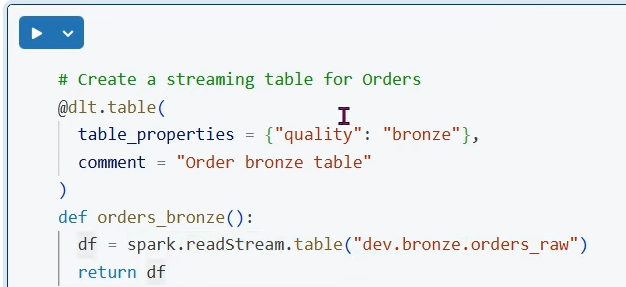 # Create a streaming table for Orders
@dlt.table(
  table_properties = {"quality": "bronze"},
  comment = "Order bronze table"
)
def orders_bronze():
  df = spark.readStream.table("dev.bronze.orders_raw")
  return df